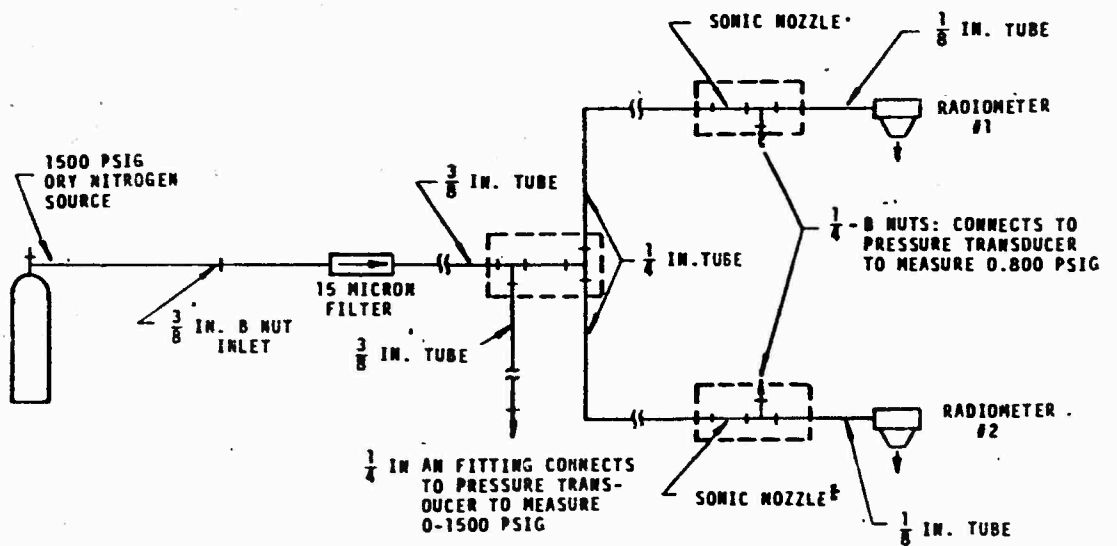 SONIC NOZZLE
1/8 IN. TUBE
RADIOMETER
#1
1500 PSIG
ORY NITROGEN
SOURCE
3/8 IN. TUBE
1/4 - B NUTS: CONNECTS TO
PRESSURE TRANSDUCER
TO MEASURE 0.800 PSIG
1/4 IN.TUBE
15 MICRON
FILTER
3/8 IN. B NUT
INLET
3/8 IN. TUBE
RADIOMETER
#2
1/4 IN AN FITTING CONNECTS
TO PRESSURE TRANS-
DUCER TO MEASURE
0-1500 PSIG
SONIC NOZZLE
1/8 IN. TUBE